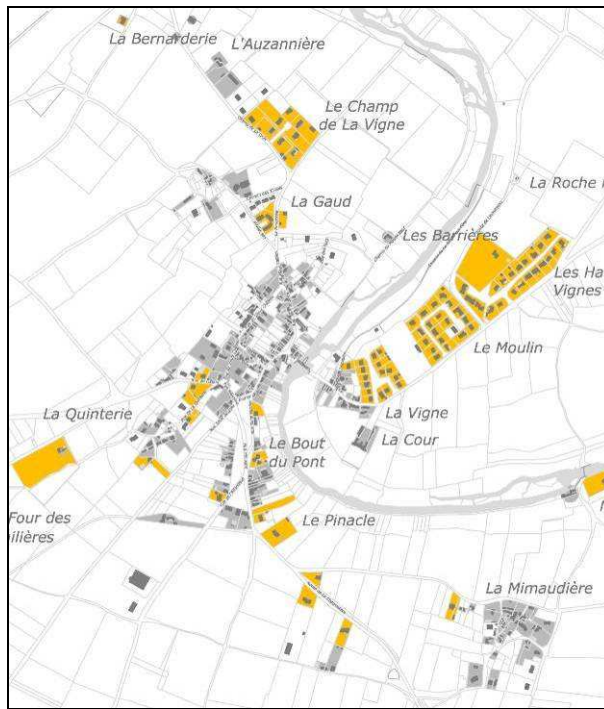 La Bernarderie
L'Auzannière
Le Champ
de La Vigne
La Roche
La Gaud
Les Barrières
Les Ha
Vignes
Le Moulin
La Vigne
La Quinterie
La Cour
Le Bout
du Pont
Four des
ilières
Le Pinacle
La Mimaudière